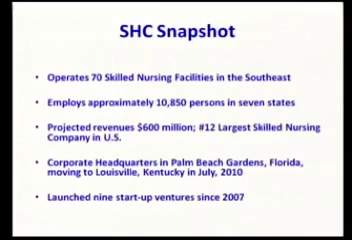 SHC Snapshot
• Operates 70 Skilled Nursing Facilities in the Southeast
• Employs approximately 10,850 persons in seven states
• Projected revenues $600 million; #12 Largest Skilled Nursing
Company in U.S.
• Corporate Headquarters in Palm Beach Gardens, Florida,
moving to Louisville, Kentucky in July, 2010
• Launched nine start-up ventures since 2007